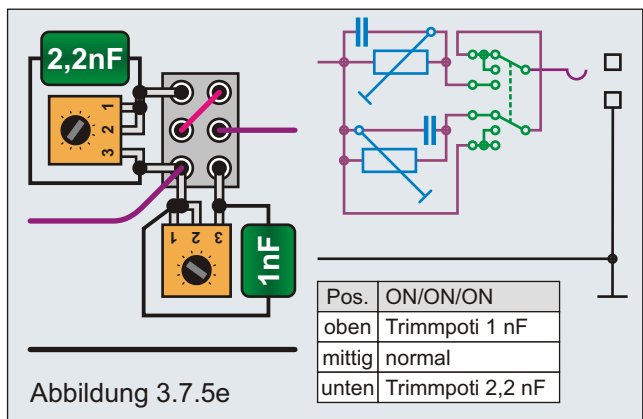 2,2nF
1
2
3
1
2
3
1nF
Pos. ON/ON/ON
oben Trimmpoti 1 nF
mittig normal
unten Trimmpoti 2,2 nF
Abbildung 3.7.5e